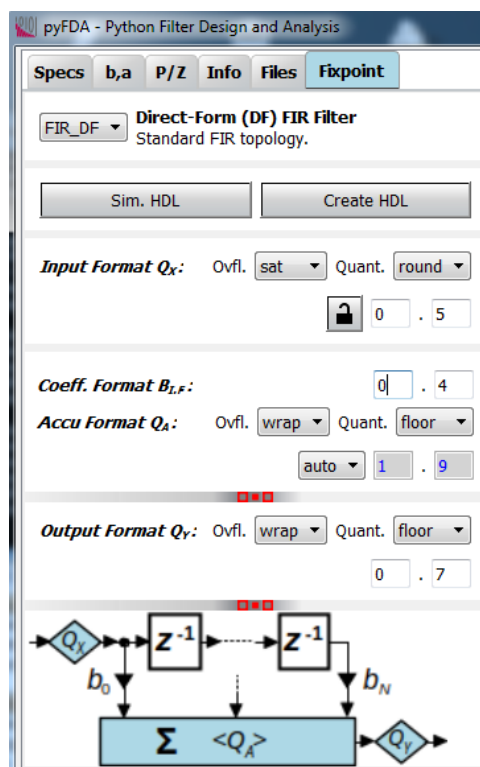 pyFDA - Python Filter Design and Analysis
Specs b,a P/Z Info Files Fixpoint
FIR_DF Direct-Form (DF) FIR Filter
Standard FIR topology.
Sim. HDL Create HDL
Input Format QX: Ovfl. sat Quant. round
0 . 5
Coeff. Format BI.F: 0 . 4
Accu Format QA: Ovfl. wrap Quant. floor
auto 1 . 9
Output Format QY: Ovfl. wrap Quant. floor
0 . 7
QX z-1 z-1
b0 bN
Σ <QA> QY